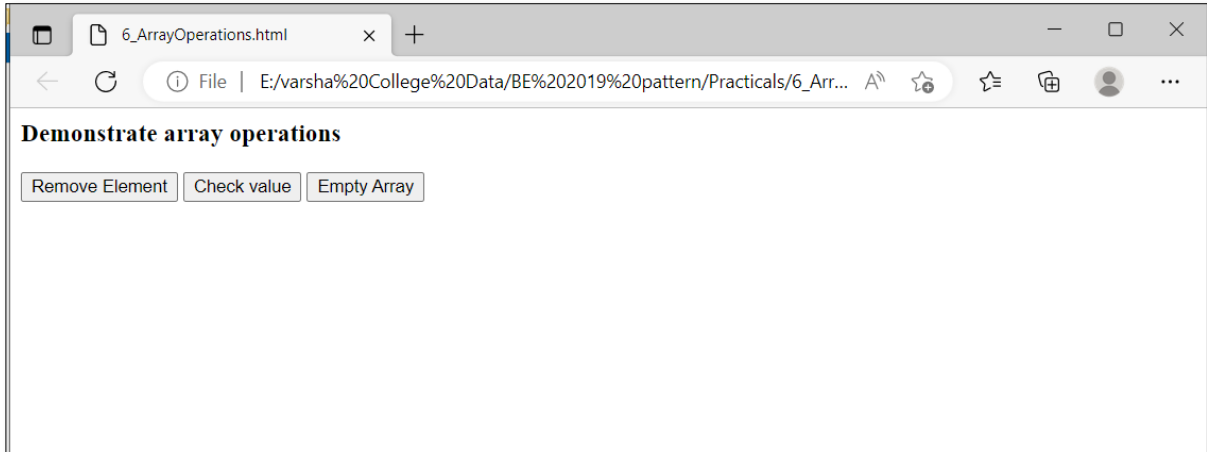 6_ArrayOperations.html
File | E:/varsha%20College%20Data/BE%202019%20pattern/Practicals/6_Arr...
Demonstrate array operations
Remove Element Check value Empty Array